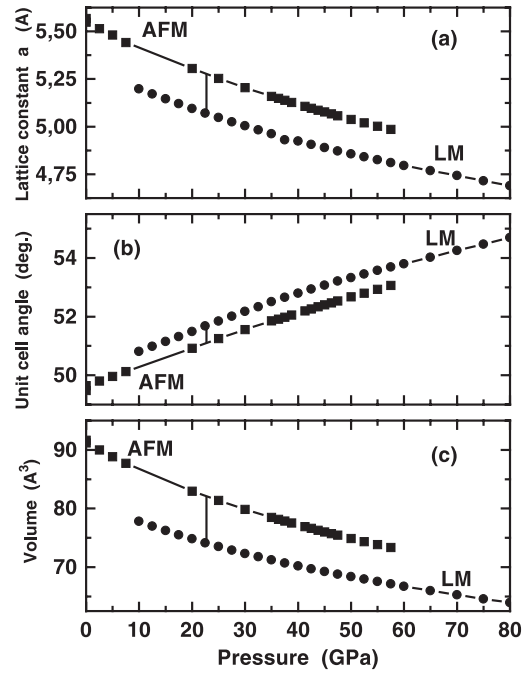 Lattice constant a (A)
5,50
5,25
5,00
4,75
AFM
(a)
LM
Unit cell angle (deg.)
54
52
50
(b)
LM
AFM
Volume (A³)
90
80
70
AFM
(c)
LM
0 10 20 30 40 50 60 70 80
Pressure (GPa)